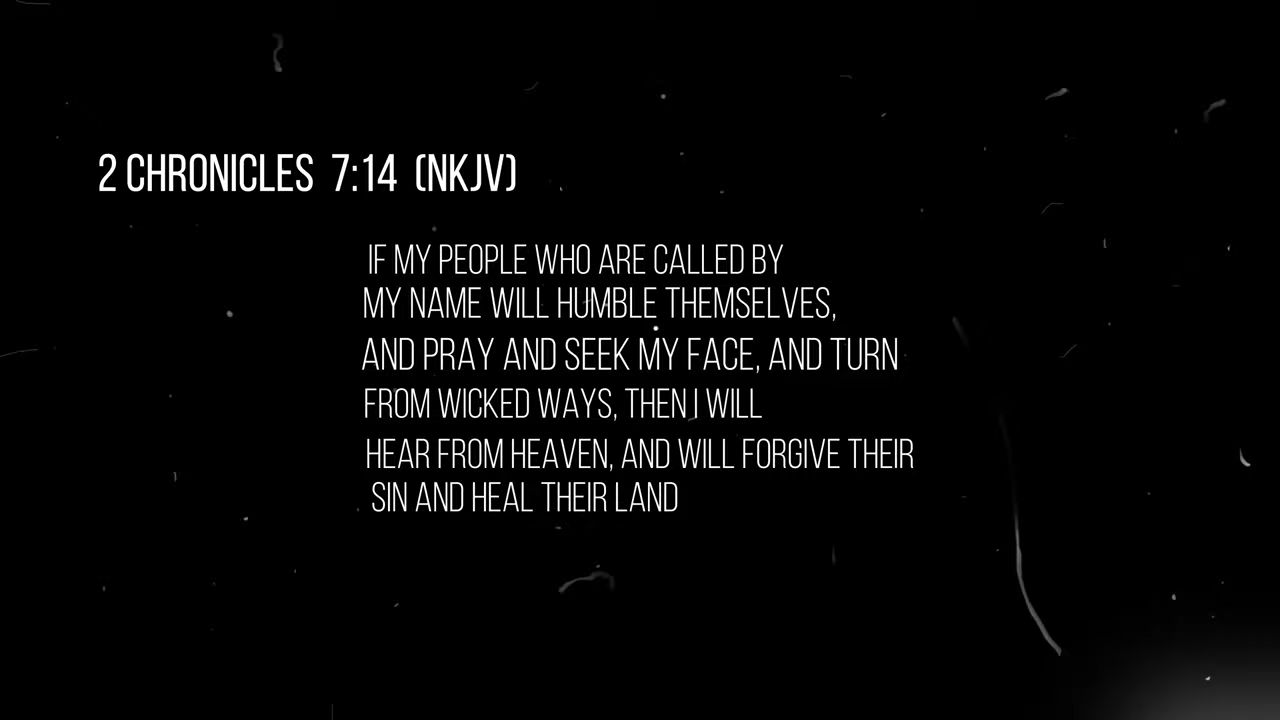 2 CHRONICLES 7:14 (NKJV)
IF MY PEOPLE WHO ARE CALLED BY
MY NAME WILL HUMBLE THEMSELVES,
AND PRAY AND SEEK MY FACE, AND TURN
FROM WICKED WAYS, THEN I WILL
HEAR FROM HEAVEN, AND WILL FORGIVE THEIR
SIN AND HEAL THEIR LAND